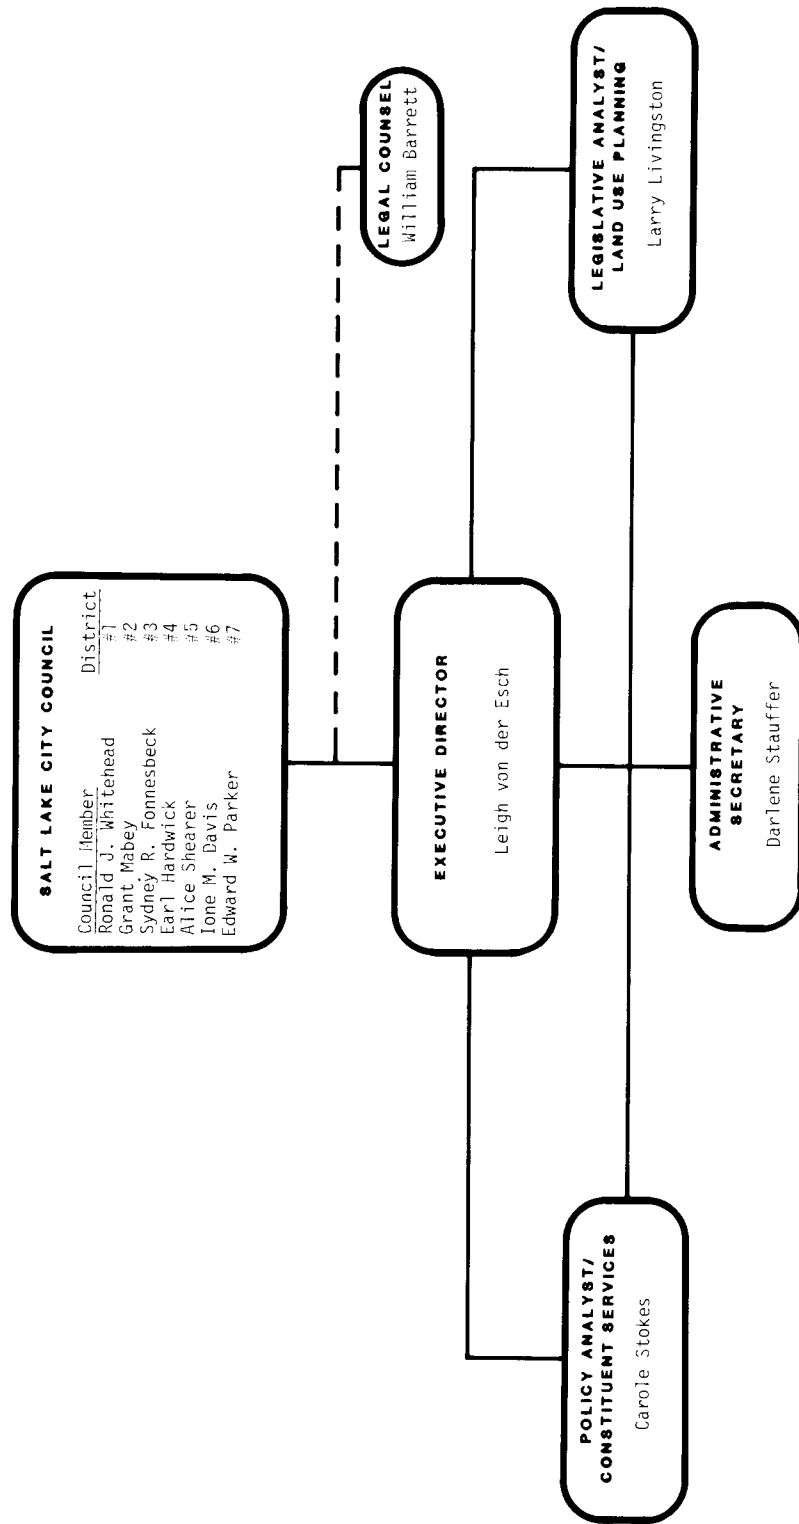 SALT LAKE CITY COUNCIL
Council Member District
Ronald J. Whitehead #1
Grant Mabey #2
Sydney R. Fonnesbeck #3
Earl Hardwick #4
Alice Shearer #5
Ione M. Davis #6
Edward W. Parker #7
LEGAL COUNSEL
William Barrett
EXECUTIVE DIRECTOR
Leigh von der Esch
POLICY ANALYST/
CONSTITUENT SERVICES
Carole Stokes
LEGISLATIVE ANALYST/
LAND USE PLANNING
Larry Livingston
ADMINISTRATIVE
SECRETARY
Darlene Stauffer